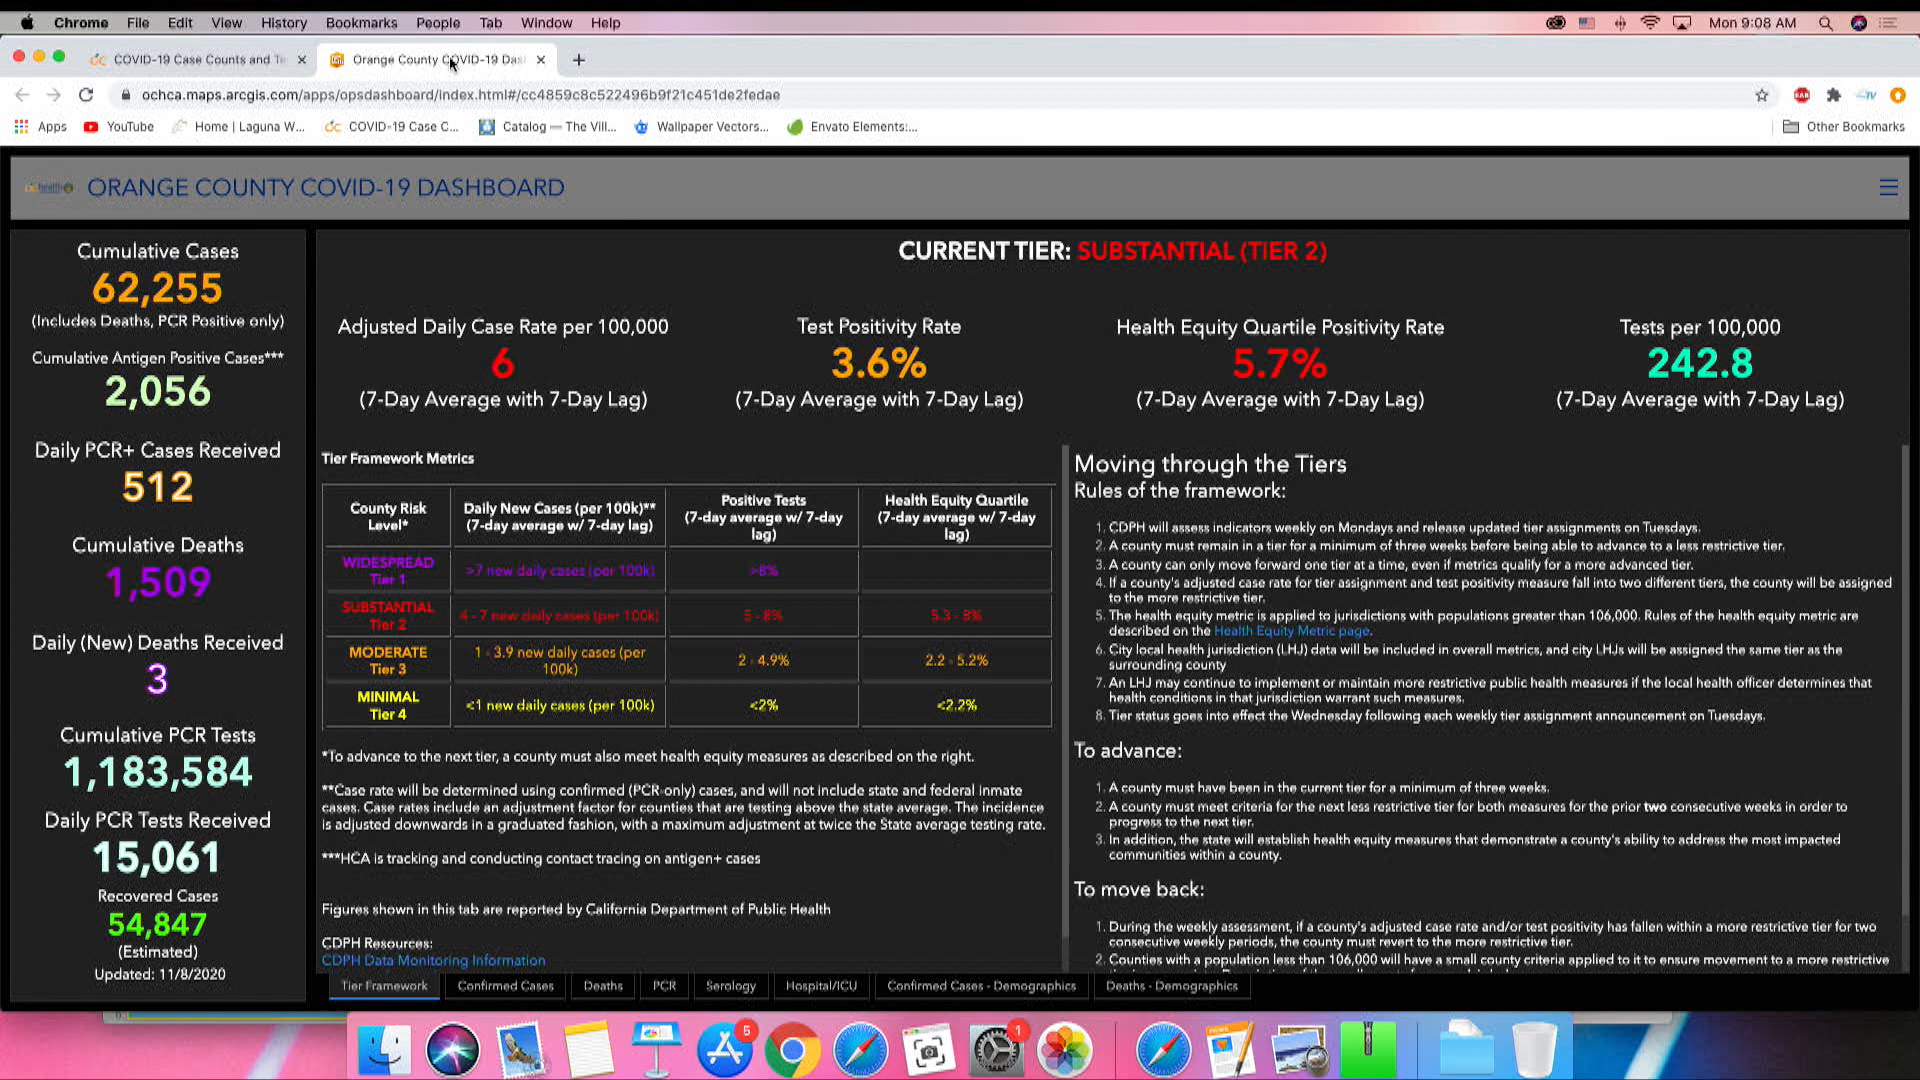 Chrome File Edit View History Bookmarks People Tab Window Help
Mon 9:08 AM
COVID-19 Case Counts and Te
Orange County COVID-19 Das
ochca.maps.arcgis.com/apps/opsdashboard/index.html#/cc4859c8c522496b9f21c451de2fedae
Apps YouTube Home | Laguna W... COVID-19 Case C... Catalog — The Vill... Wallpaper Vectors... Envato Elements:... Other Bookmarks
ORANGE COUNTY COVID-19 DASHBOARD
Cumulative Cases
62,255
(Includes Deaths, PCR Positive only)
Cumulative Antigen Positive Cases***
2,056
Daily PCR+ Cases Received
512
Cumulative Deaths
1,509
Daily (New) Deaths Received
3
Cumulative PCR Tests
1,183,584
Daily PCR Tests Received
15,061
Recovered Cases
54,847
(Estimated)
Updated: 11/8/2020
CURRENT TIER: SUBSTANTIAL (TIER 2)
Adjusted Daily Case Rate per 100,000
6
(7-Day Average with 7-Day Lag)
Test Positivity Rate
3.6%
(7-Day Average with 7-Day Lag)
Health Equity Quartile Positivity Rate
5.7%
(7-Day Average with 7-Day Lag)
Tests per 100,000
242.8
(7-Day Average with 7-Day Lag)
Tier Framework Metrics
County Risk
Level*
Daily New Cases (per 100k)**
(7-day average w/ 7-day lag)
Positive Tests
(7-day average w/ 7-day
lag)
Health Equity Quartile
(7-day average w/ 7-day
lag)
WIDESPREAD
Tier 1
>7 new daily cases (per 100k)
>8%
SUBSTANTIAL
Tier 2
4 - 7 new daily cases (per 100k)
5 - 8%
5.3 - 8%
MODERATE
Tier 3
1 - 3.9 new daily cases (per
100k)
2 - 4.9%
2.2 - 5.2%
MINIMAL
Tier 4
<1 new daily cases (per 100k)
<2%
<2.2%
*To advance to the next tier, a county must also meet health equity measures as described on the right.
**Case rate will be determined using confirmed (PCR-only) cases, and will not include state and federal inmate
cases. Case rates include an adjustment factor for counties that are testing above the state average. The incidence
is adjusted downwards in a graduated fashion, with a maximum adjustment at twice the State average testing rate.
***HCA is tracking and conducting contact tracing on antigen+ cases
Figures shown in this tab are reported by California Department of Public Health
CDPH Resources:
CDPH Data Monitoring Information
Moving through the Tiers
Rules of the framework:
1. CDPH will assess indicators weekly on Mondays and release updated tier assignments on Tuesdays.
2. A county must remain in a tier for a minimum of three weeks before being able to advance to a less restrictive tier.
3. A county can only move forward one tier at a time, even if metrics qualify for a more advanced tier.
4. If a county's adjusted case rate for tier assignment and test positivity measure fall into two different tiers, the county will be assigned
to the more restrictive tier.
5. The health equity metric is applied to jurisdictions with populations greater than 106,000. Rules of the health equity metric are
described on the Health Equity Metric page.
6. City local health jurisdiction (LHJ) data will be included in overall metrics, and city LHJs will be assigned the same tier as the
surrounding county
7. An LHJ may continue to implement or maintain more restrictive public health measures if the local health officer determines that
health conditions in that jurisdiction warrant such measures.
8. Tier status goes into effect the Wednesday following each weekly tier assignment announcement on Tuesdays.
To advance:
1. A county must have been in the current tier for a minimum of three weeks.
2. A county must meet criteria for the next less restrictive tier for both measures for the prior two consecutive weeks in order to
progress to the next tier.
3. In addition, the state will establish health equity measures that demonstrate a county's ability to address the most impacted
communities within a county.
To move back:
1. During the weekly assessment, if a county's adjusted case rate and/or test positivity has fallen within a more restrictive tier for two
consecutive weekly periods, the county must revert to the more restrictive tier.
2. Counties with a population less than 106,000 will have a small county criteria applied to it to ensure movement to a more restrictive
Tier Framework Confirmed Cases Deaths PCR Serology Hospital/ICU Confirmed Cases - Demographics Deaths - Demographics
5
1